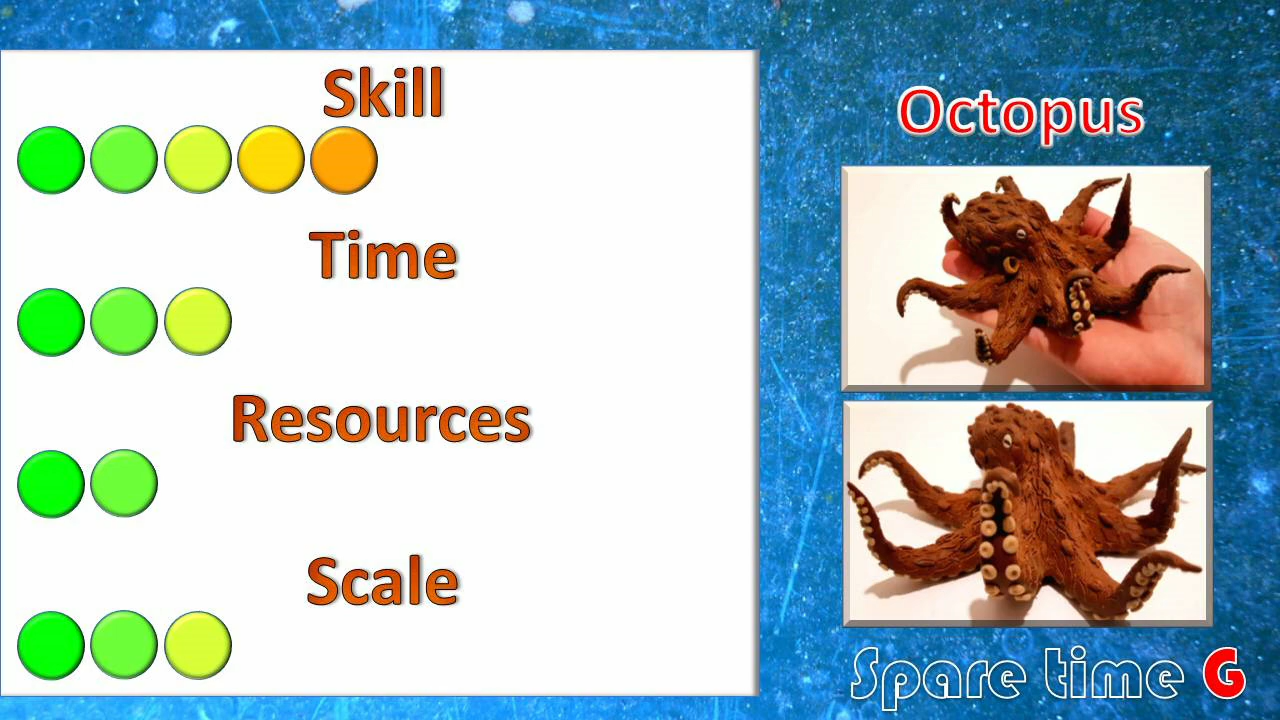 Skill
Time
Resources
Scale
Octopus
Spare time G